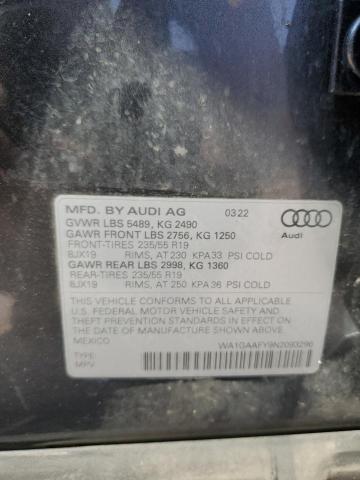 MFD. BY AUDI AG 03.22
GVWR LBS 5489, KG 2490
GAWR FRONT LBS 2756, KG 1250
FRONT-TIRES 235/55 R19
8JX19 RIMS, AT 230 KPA33 PSI COLD
GAWR REAR LBS 2998, KG 1360
REAR-TIRES 235/55 R19
8JX19 RIMS, AT 250 KPA36 PSI COLD
Audi
THIS VEHICLE CONFORMS TO ALL APPLICABLE
U.S. FEDERAL MOTOR VEHICLE SAFETY AND
THEFT PREVENTION STANDARDS IN EFFECT ON THE
DATE OF MANUFACTURE SHOWN ABOVE
MEXICO
WA1GAAFY9N2093290
TYPE:
MPV